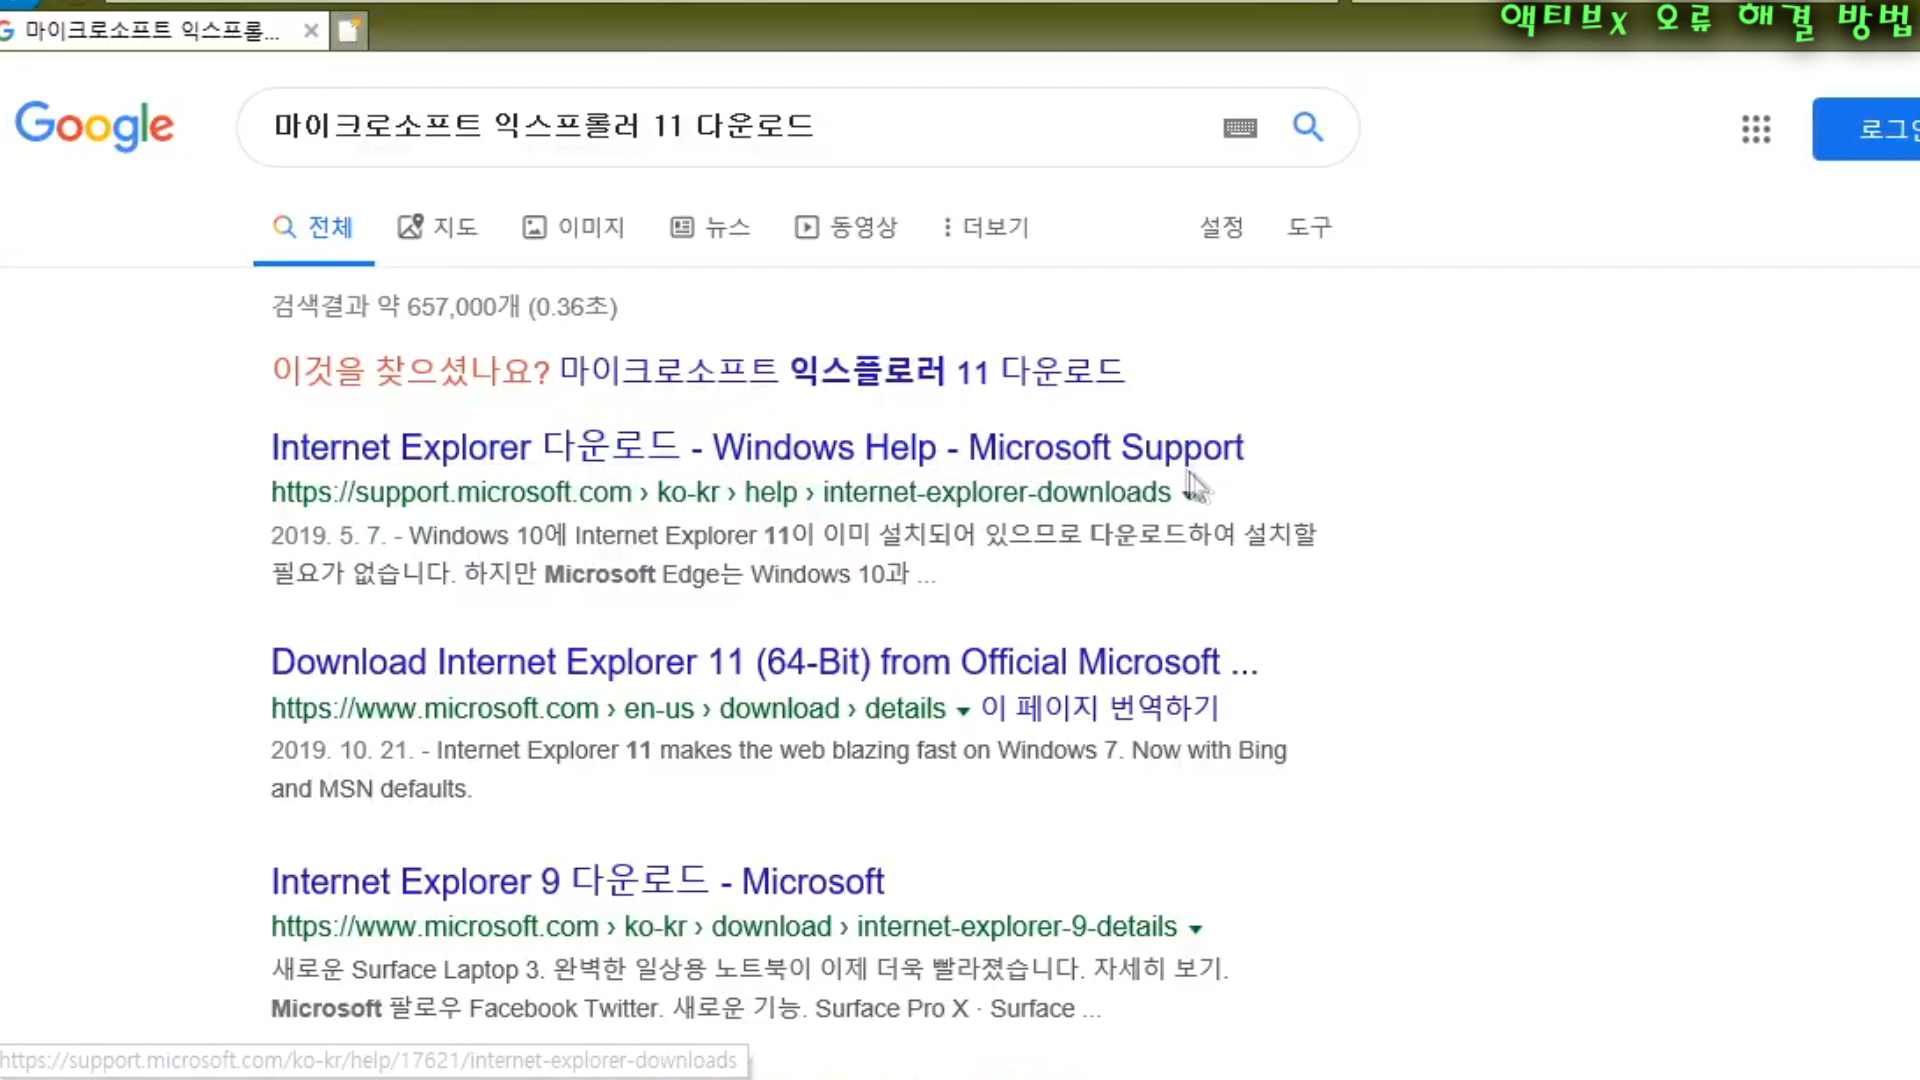 마이크로소프트 익스프롤...
액티브X 오류 해결 방법
Google
마이크로소프트 익스프롤러 11 다운로드
로그인
전체
지도
이미지
뉴스
동영상
더보기
설정
도구
검색결과 약 657,000개 (0.36초)
이것을 찾으셨나요? 마이크로소프트 익스플로러 11 다운로드
Internet Explorer 다운로드 - Windows Help - Microsoft Support
https://support.microsoft.com › ko-kr › help › internet-explorer-downloads
2019. 5. 7. - Windows 10에 Internet Explorer 11이 이미 설치되어 있으므로 다운로드하여 설치할
필요가 없습니다. 하지만 Microsoft Edge는 Windows 10과 ...
Download Internet Explorer 11 (64-Bit) from Official Microsoft ...
https://www.microsoft.com › en-us › download › details 이 페이지 번역하기
2019. 10. 21. - Internet Explorer 11 makes the web blazing fast on Windows 7. Now with Bing
and MSN defaults.
Internet Explorer 9 다운로드 - Microsoft
https://www.microsoft.com › ko-kr › download › internet-explorer-9-details
새로운 Surface Laptop 3. 완벽한 일상용 노트북이 이제 더욱 빨라졌습니다. 자세히 보기.
Microsoft 팔로우 Facebook Twitter. 새로운 기능. Surface Pro X · Surface ...
https://support.microsoft.com/ko-kr/help/17621/internet-explorer-downloads